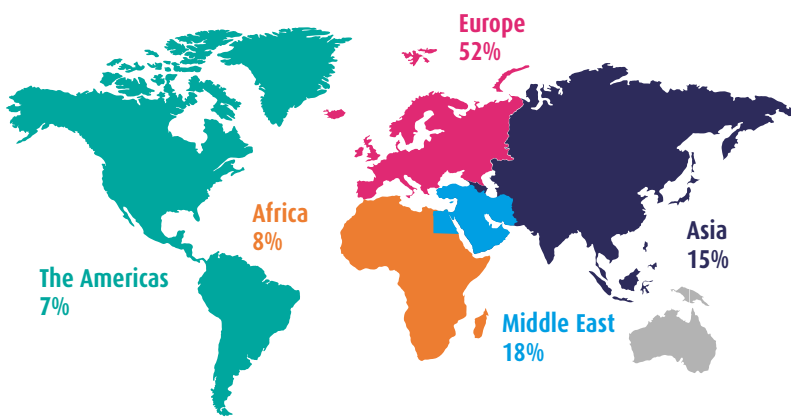 Europe
52%
Africa
8%
Asia
15%
The Americas
7%
Middle East
18%